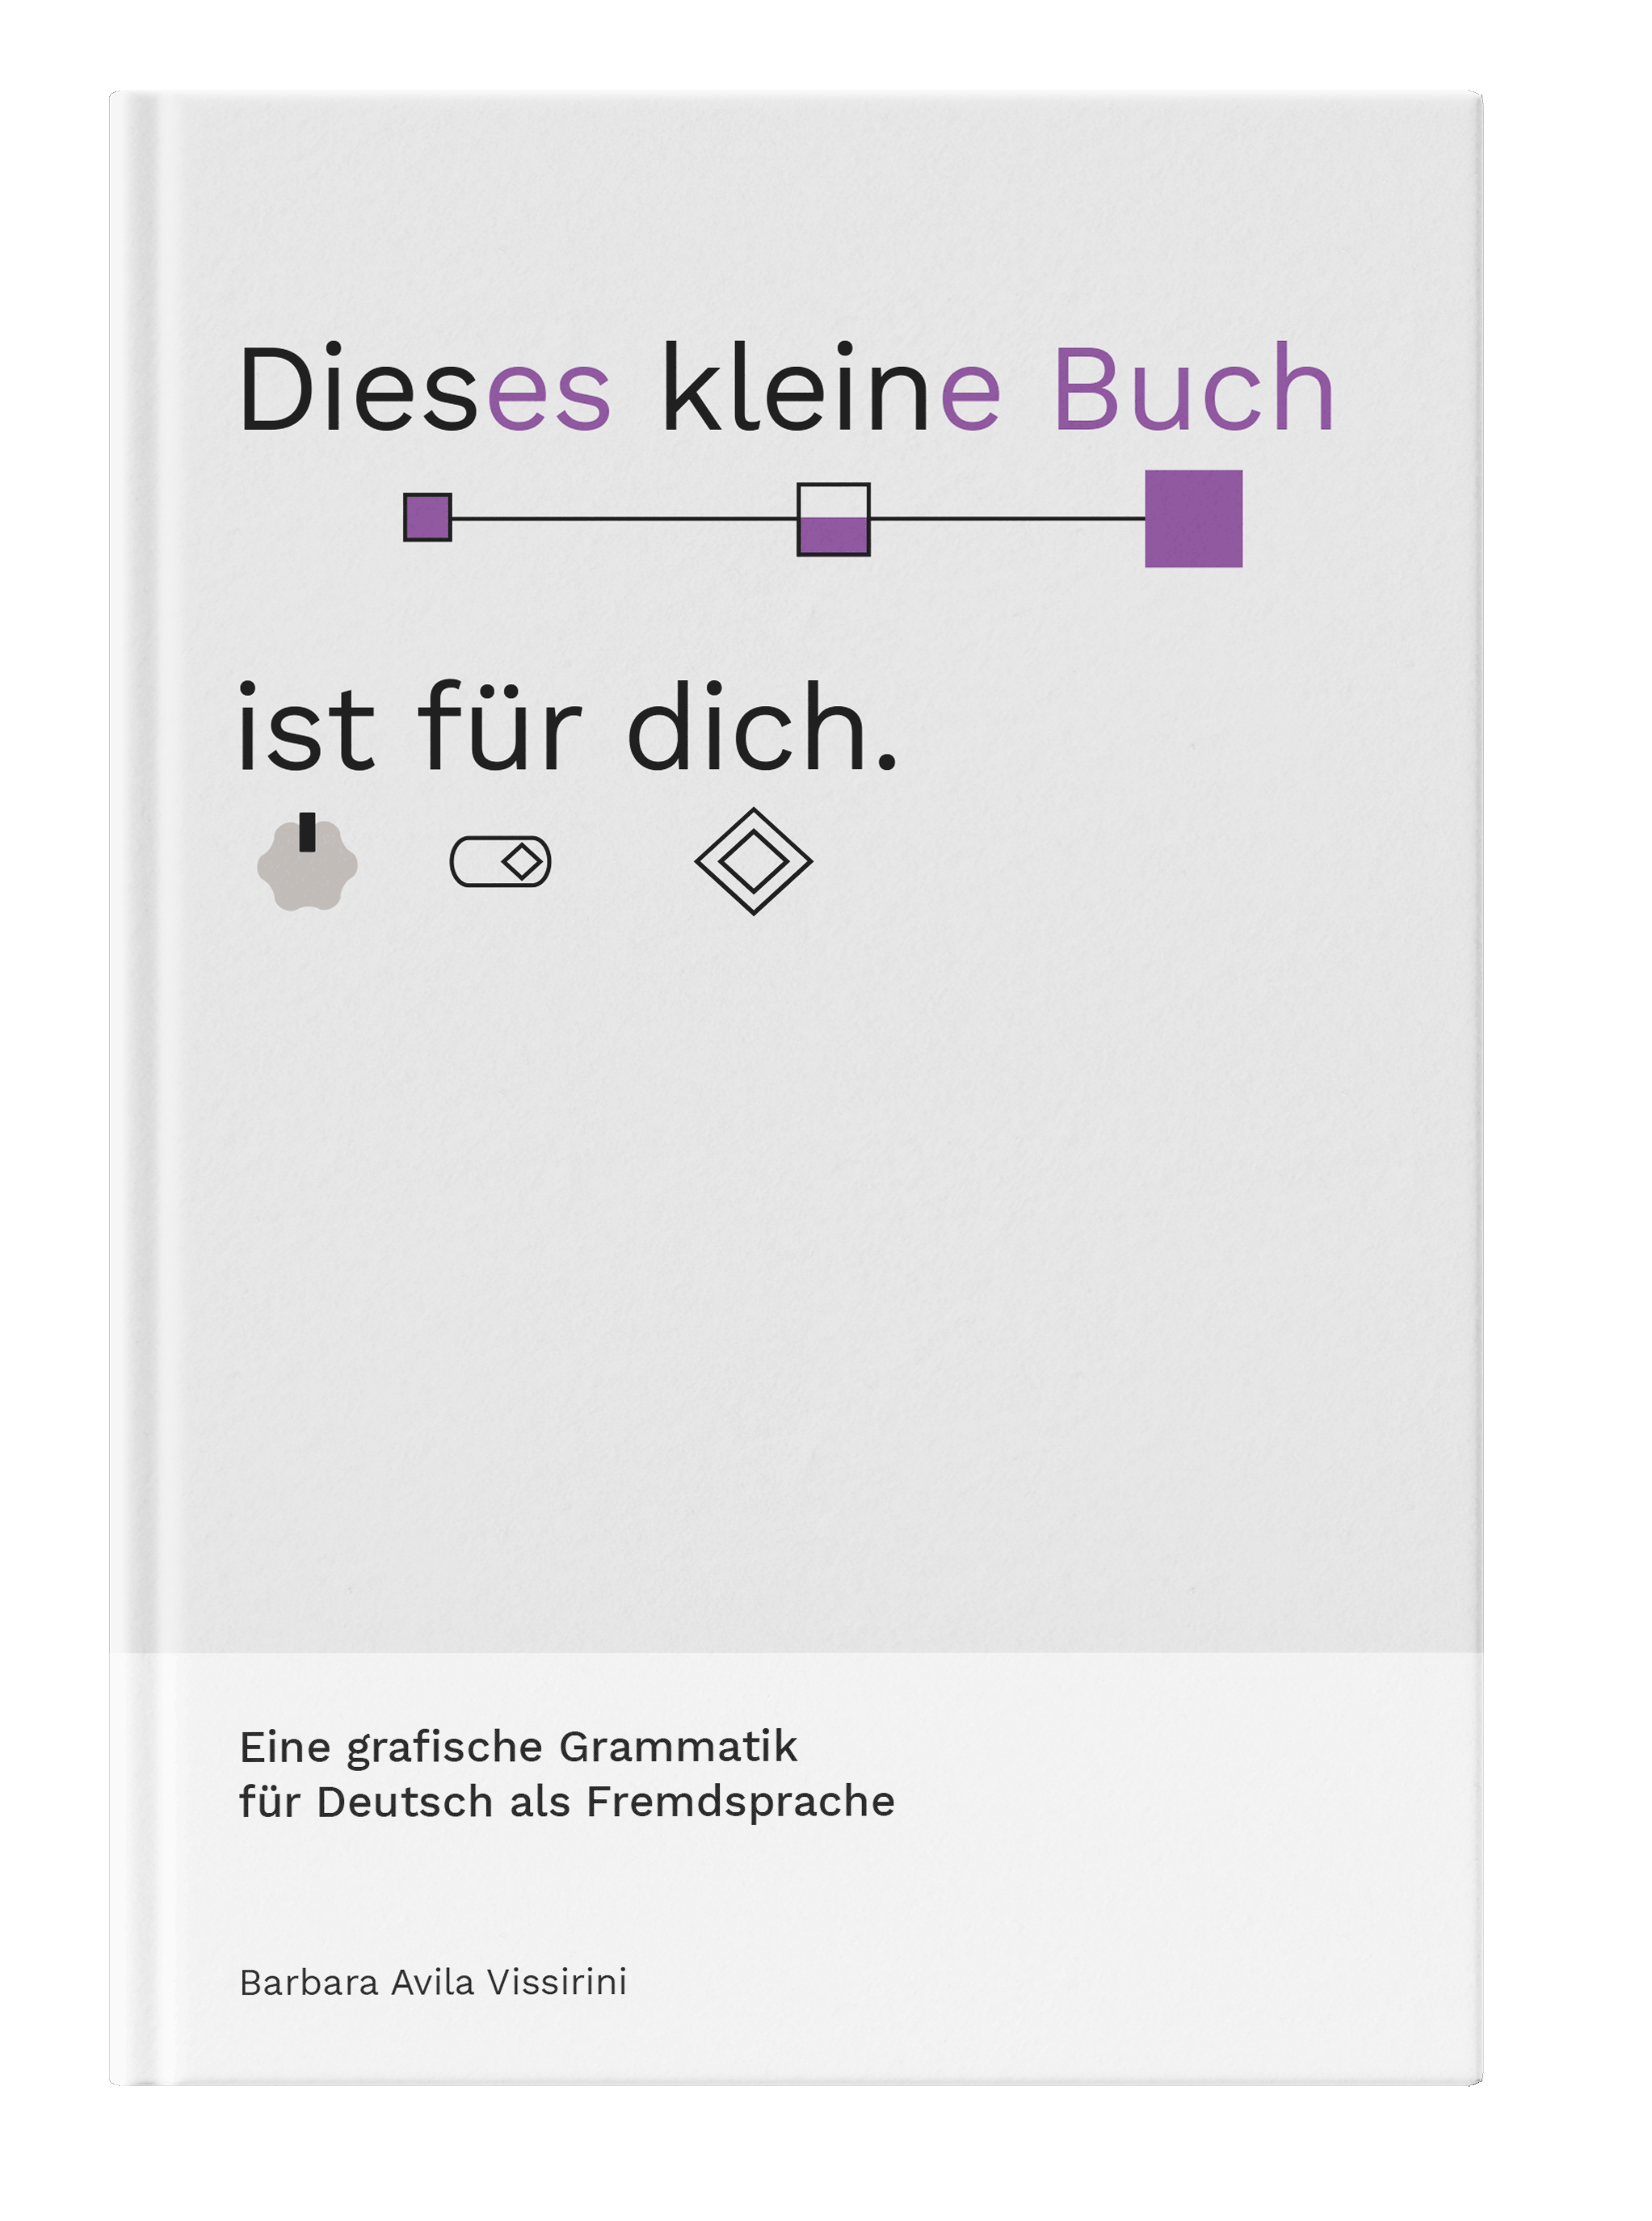 Dieses kleine Buch
ist für dich.
Eine grafische Grammatik
für Deutsch als Fremdsprache
Barbara Avila Vissirini